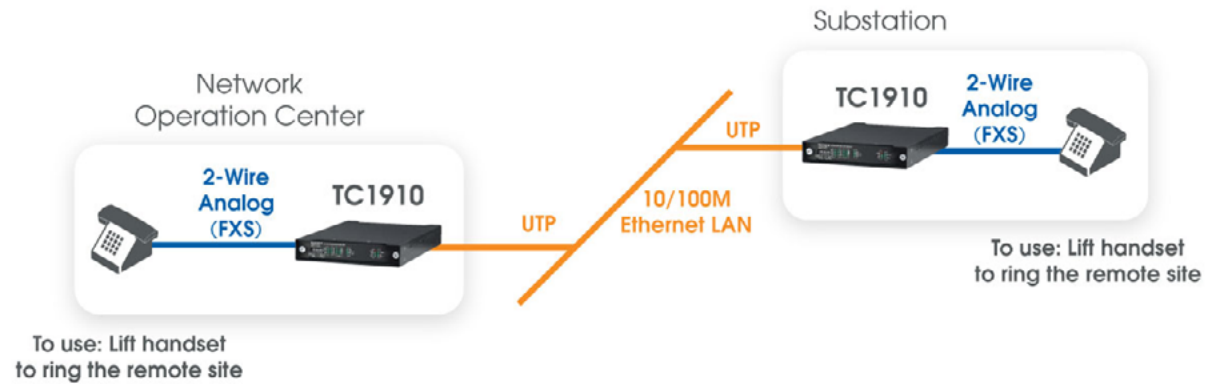 Substation
TC1910
2-Wire
Analog
(FXS)
UTP
To use: Lift handset
to ring the remote site
Network
Operation Center
2-Wire
Analog
(FXS)
TC1910
UTP
10/100M
Ethernet LAN
To use: Lift handset
to ring the remote site